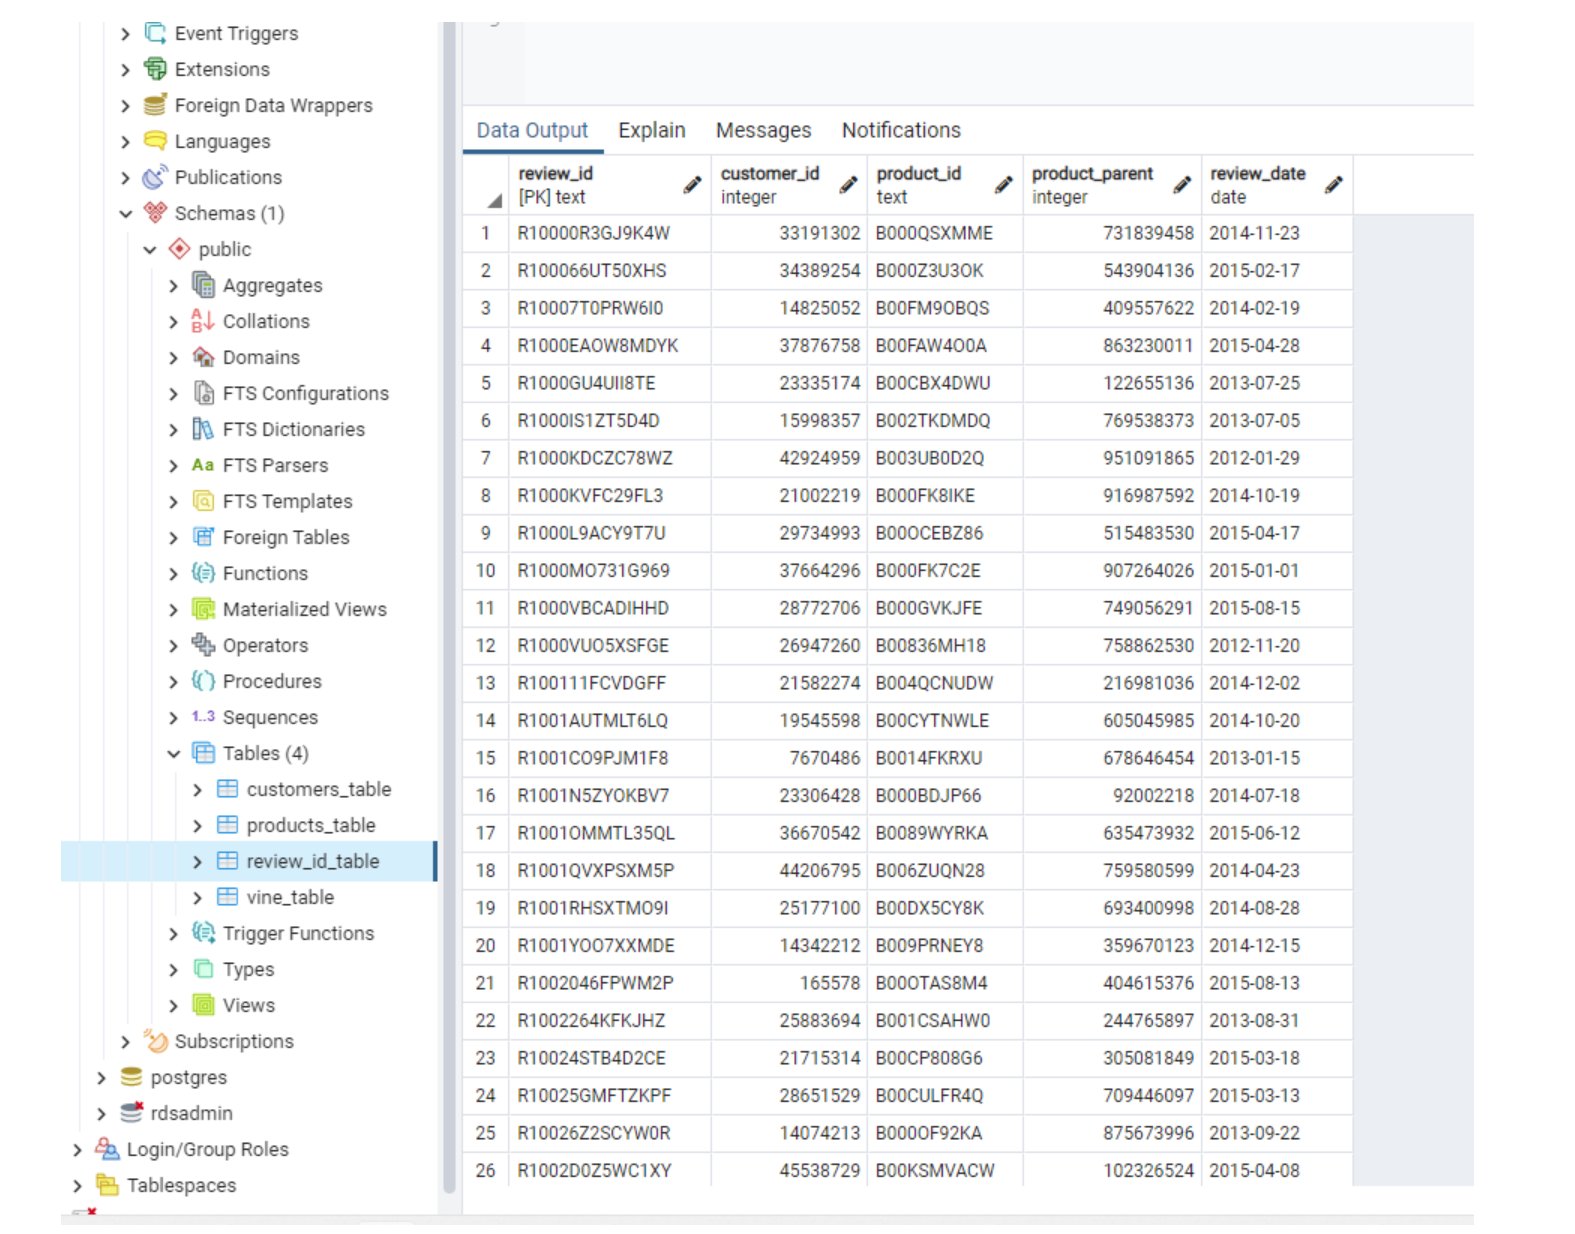 Event Triggers
Extensions
Foreign Data Wrappers
Languages
Publications
Schemas (1)
public
Aggregates
Collations
Domains
FTS Configurations
FTS Dictionaries
Aa FTS Parsers
FTS Templates
Foreign Tables
Functions
Materialized Views
Operators
Procedures
1..3 Sequences
Tables (4)
customers_table
products_table
review_id_table
vine_table
Trigger Functions
Types
Views
Subscriptions
postgres
rdsadmin
Login/Group Roles
Tablespaces
Data Output Explain Messages Notifications
review_id customer_id product_id product_parent review_date
[PK] text integer text integer date
1 R10000R3GJ9K4W 33191302 B000QSXMME 731839458 2014-11-23
2 R100066UT50XHS 34389254 B000Z3U3OK 543904136 2015-02-17
3 R10007T0PRW6I0 14825052 B00FM9OBQS 409557622 2014-02-19
4 R1000EAOW8MDYK 37876758 B00FAW4O0A 863230011 2015-04-28
5 R1000GU4UII8TE 23335174 B00CBX4DWU 122655136 2013-07-25
6 R1000IS1ZT5D4D 15998357 B002TKDMDQ 769538373 2013-07-05
7 R1000KDCZC78WZ 42924959 B003UB0D2Q 951091865 2012-01-29
8 R1000KVFC29FL3 21002219 B000FK8IKE 916987592 2014-10-19
9 R1000L9ACY9T7U 29734993 B000CEBZ86 515483530 2015-04-17
10 R1000MO731G969 37664296 B000FK7C2E 907264026 2015-01-01
11 R1000VBCADIHHD 28772706 B000GVKJFE 749056291 2015-08-15
12 R1000VUO5XSFGE 26947260 B00836MH18 758862530 2012-11-20
13 R100111FCVDGFF 21582274 B004QCNUDW 216981036 2014-12-02
14 R1001AUTMLT6LQ 19545598 B00CYTNWLE 605045985 2014-10-20
15 R1001CO9PJM1F8 7670486 B0014FKRXU 678646454 2013-01-15
16 R1001N5ZYOKBV7 23306428 B000BDJP66 92002218 2014-07-18
17 R1001OMMTL35QL 36670542 B0089WYRKA 635473932 2015-06-12
18 R1001QVXPSXM5P 44206795 B006ZUQN28 759580599 2014-04-23
19 R1001RHSXTMO9I 25177100 B00DX5CY8K 693400998 2014-08-28
20 R1001YOO7XXMDE 14342212 B009PRNEY8 359670123 2014-12-15
21 R1002046FPWM2P 165578 B000TAS8M4 404615376 2015-08-13
22 R1002264KFKJHZ 25883694 B001CSAHW0 244765897 2013-08-31
23 R10024STB4D2CE 21715314 B00CP808G6 305081849 2015-03-18
24 R10025GMFTZKPF 28651529 B00CULFR4Q 709446097 2015-03-13
25 R10026Z2SCYW0R 14074213 B0000F92KA 875673996 2013-09-22
26 R1002D0Z5WC1XY 45538729 B00KSMVACW 102326524 2015-04-08